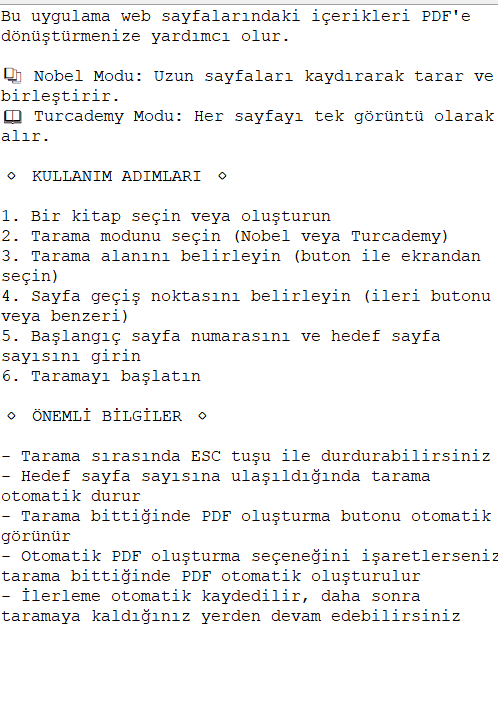 Bu uygulama web sayfalarındaki içerikleri PDF'e
dönüştürmenize yardımcı olur.
📑 Nobel Modu: Uzun sayfaları kaydırarak tarar ve
birleştirir.
📖 Turcademy Modu: Her sayfayı tek görüntü olarak
alır.
⋄ KULLANIM ADIMLARI ⋄
1. Bir kitap seçin veya oluşturun
2. Tarama modunu seçin (Nobel veya Turcademy)
3. Tarama alanını belirleyin (buton ile ekrandan
seçin)
4. Sayfa geçiş noktasını belirleyin (ileri butonu
veya benzeri)
5. Başlangıç sayfa numarasını ve hedef sayfa
sayısını girin
6. Taramayı başlatın
⋄ ÖNEMLİ BİLGİLER ⋄
- Tarama sırasında ESC tuşu ile durdurabilirsiniz
- Hedef sayfa sayısına ulaşıldığında tarama
otomatik durur
- Tarama bittiğinde PDF oluşturma butonu otomatik
görünür
- Otomatik PDF oluşturma seçeneğini işaretlerseniz
tarama bittiğinde PDF otomatik oluşturulur
- İlerleme otomatik kaydedilir, daha sonra
taramaya kaldığınız yerden devam edebilirsiniz